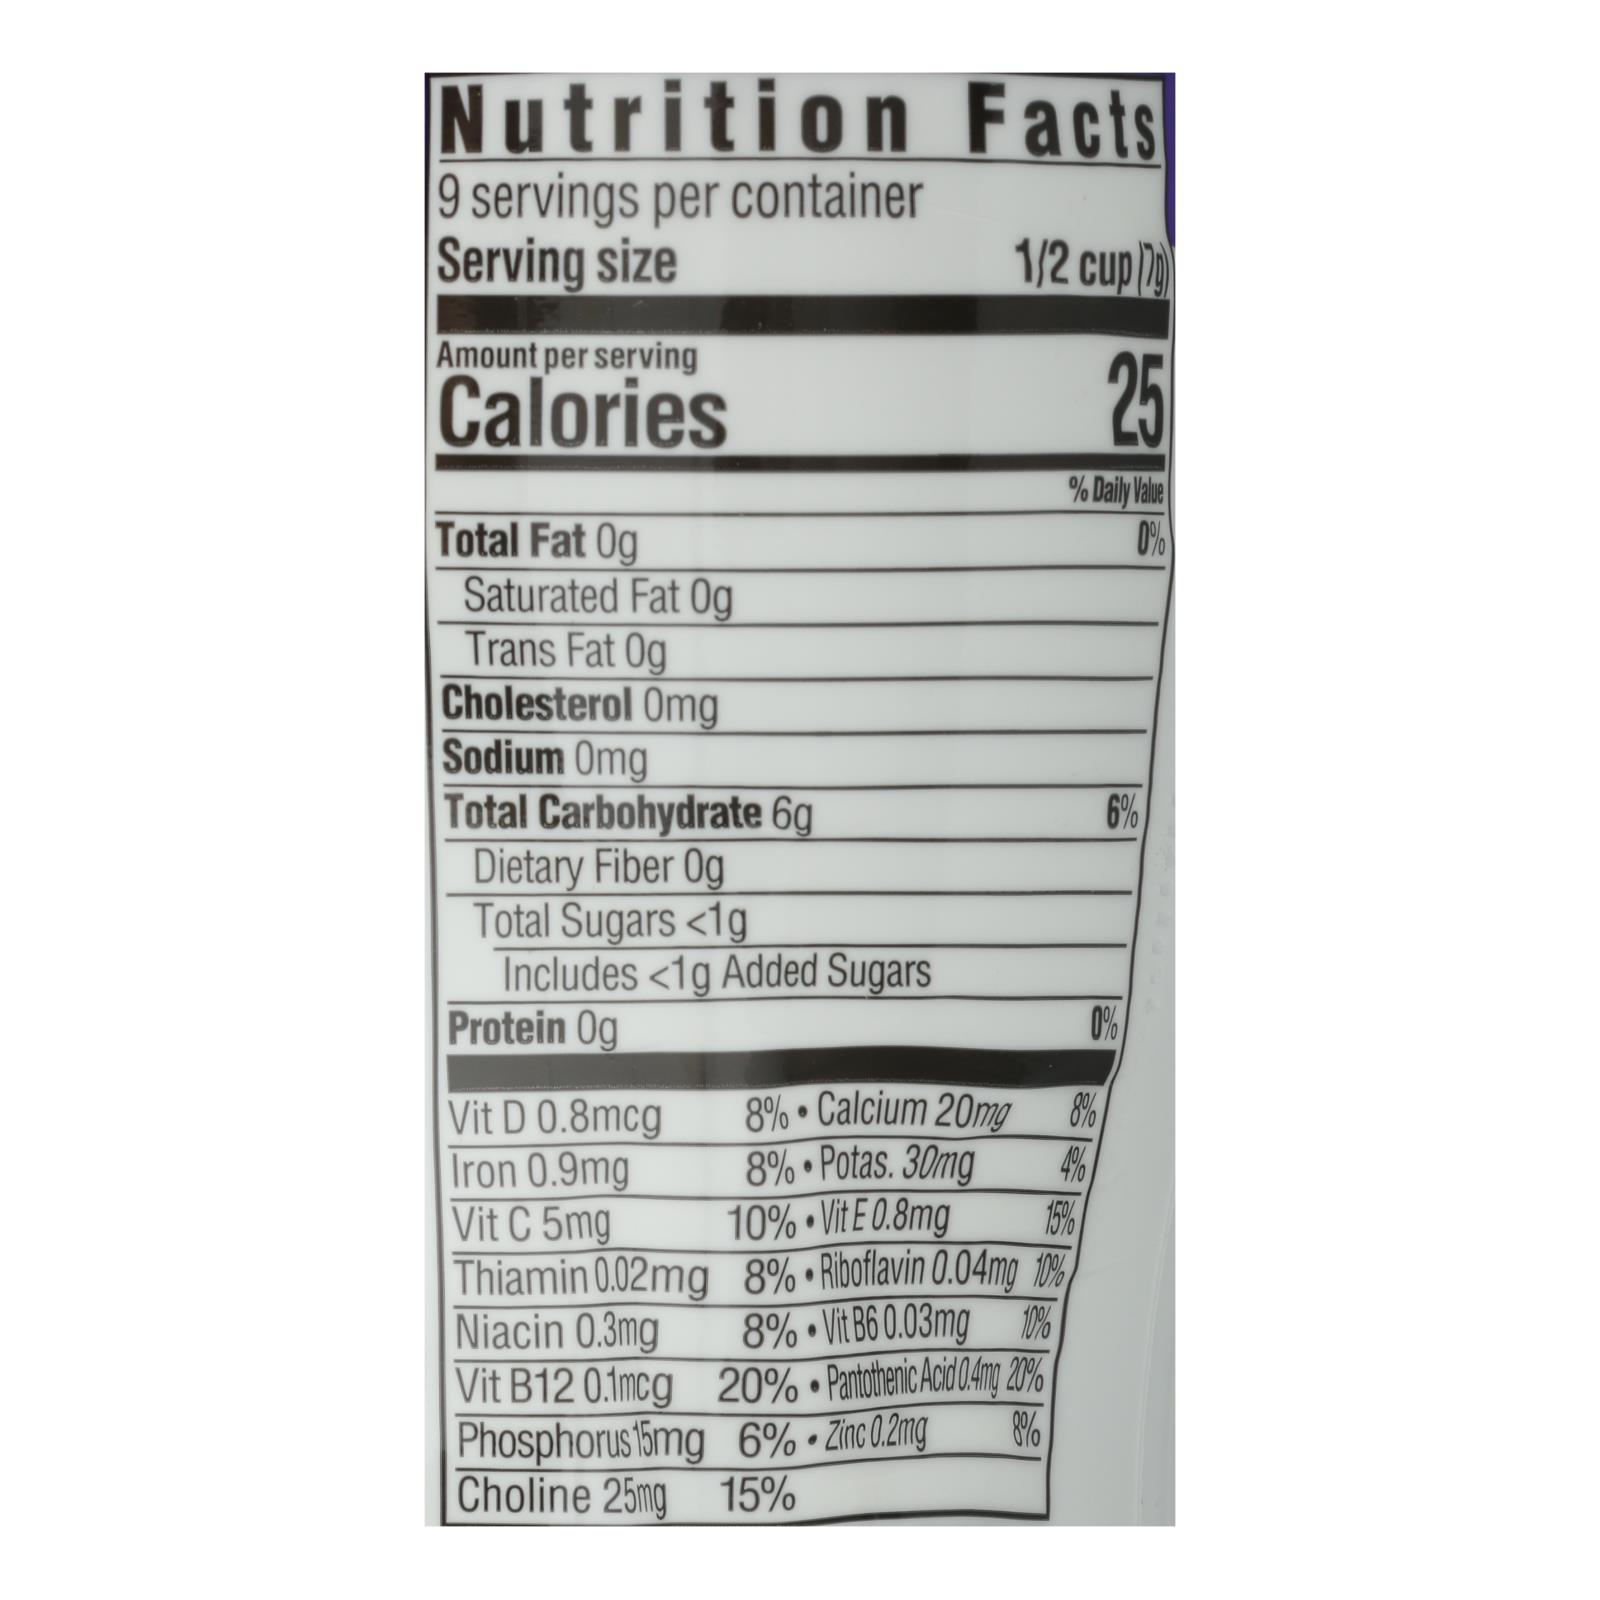 Nutrition Facts
9 servings per container
Serving size 1/2 cup (7g)
Amount per serving
Calories 25
% Daily Value
Total Fat 0g 0%
Saturated Fat 0g
Trans Fat 0g
Cholesterol 0mg
Sodium 0mg
Total Carbohydrate 6g 6%
Dietary Fiber 0g
Total Sugars <1g
Includes <1g Added Sugars
Protein 0g 0%
Vit D 0.8mcg 8% • Calcium 20mg 8%
Iron 0.9mg 8% • Potas. 30mg 4%
Vit C 5mg 10% • Vit E 0.8mg 15%
Thiamin 0.02mg 8% • Riboflavin 0.04mg 10%
Niacin 0.3mg 8% • Vit B6 0.03mg 10%
Vit B12 0.1mcg 20% • Pantothenic Acid 0.4mg 20%
Phosphorus 15mg 6% • Zinc 0.2mg 8%
Choline 25mg 15%